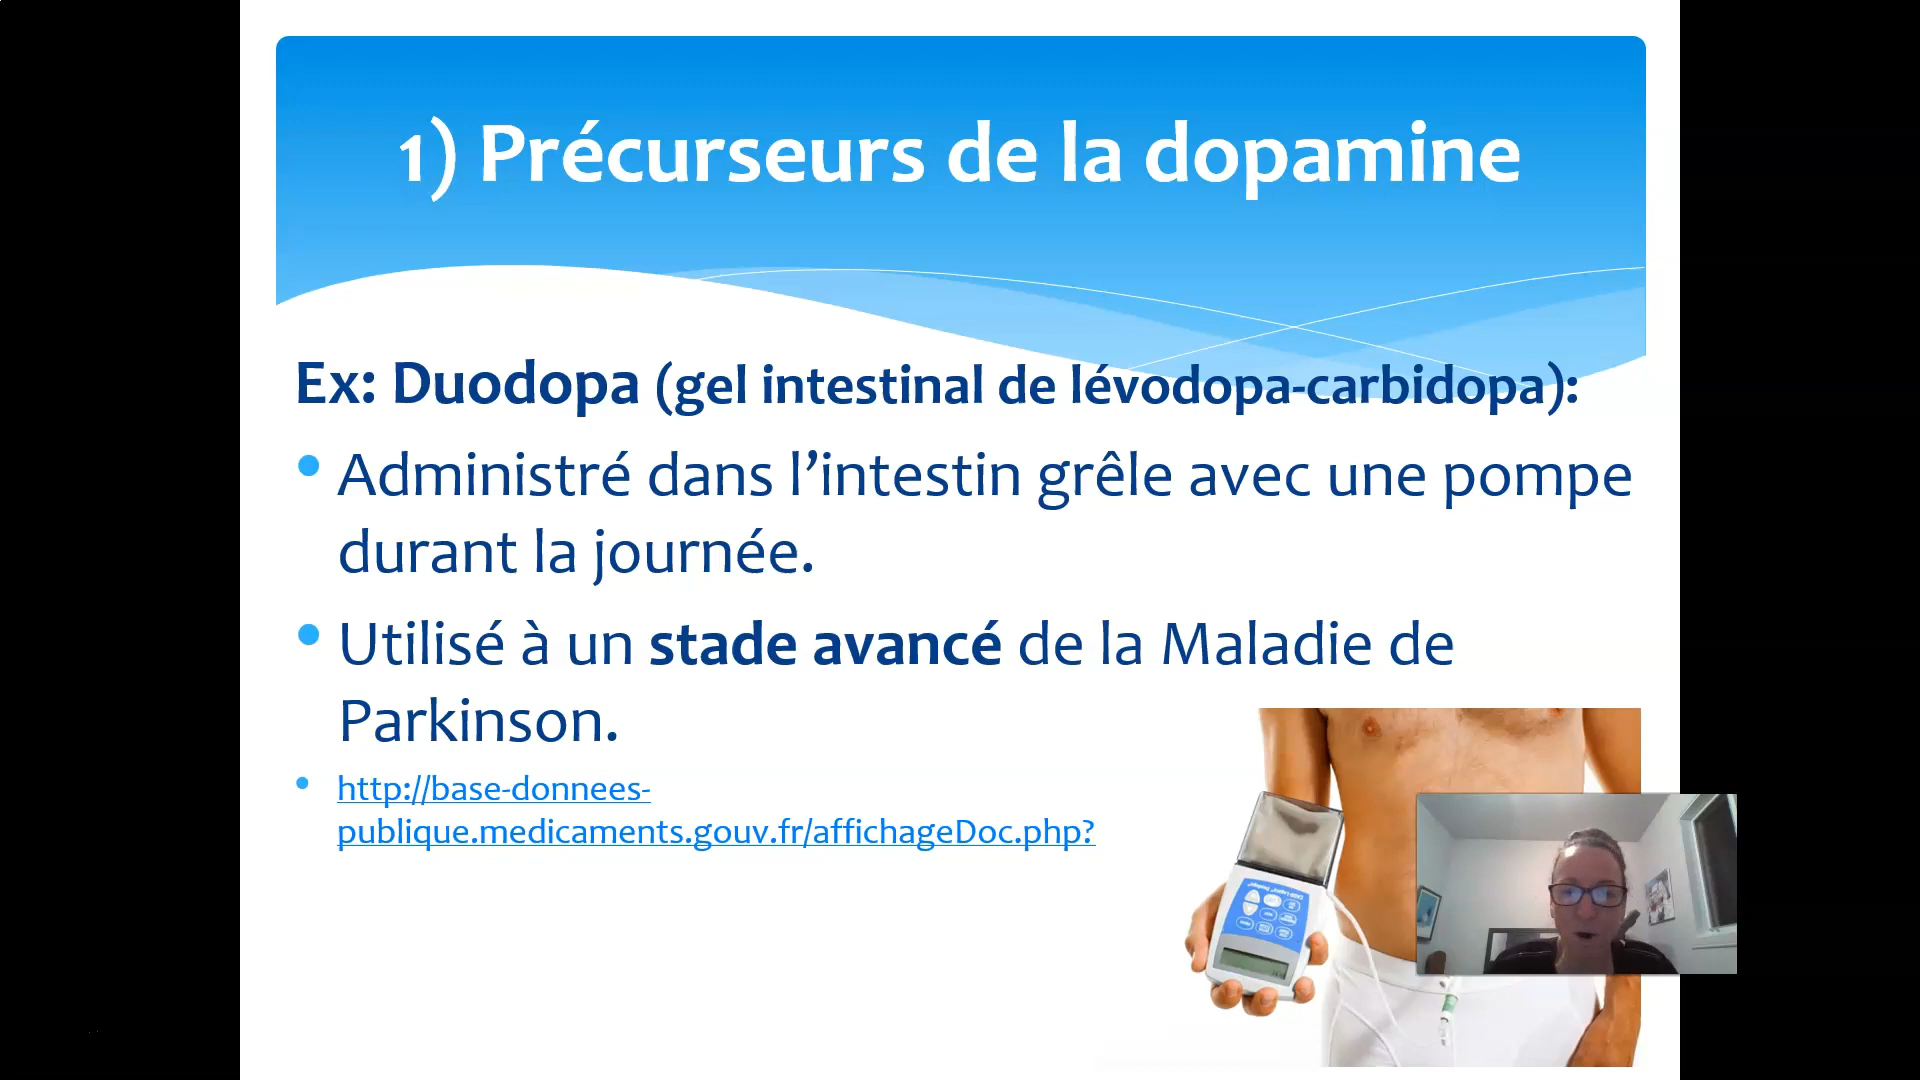 1) Précurseurs de la dopamine
Ex: Duodopa (gel intestinal de lévodopa-carbidopa):
• Administré dans l’intestin grêle avec une pompe
durant la journée.
• Utilisé à un stade avancé de la Maladie de
Parkinson.
• http://base-donnees-
publique.medicaments.gouv.fr/affichageDoc.php?